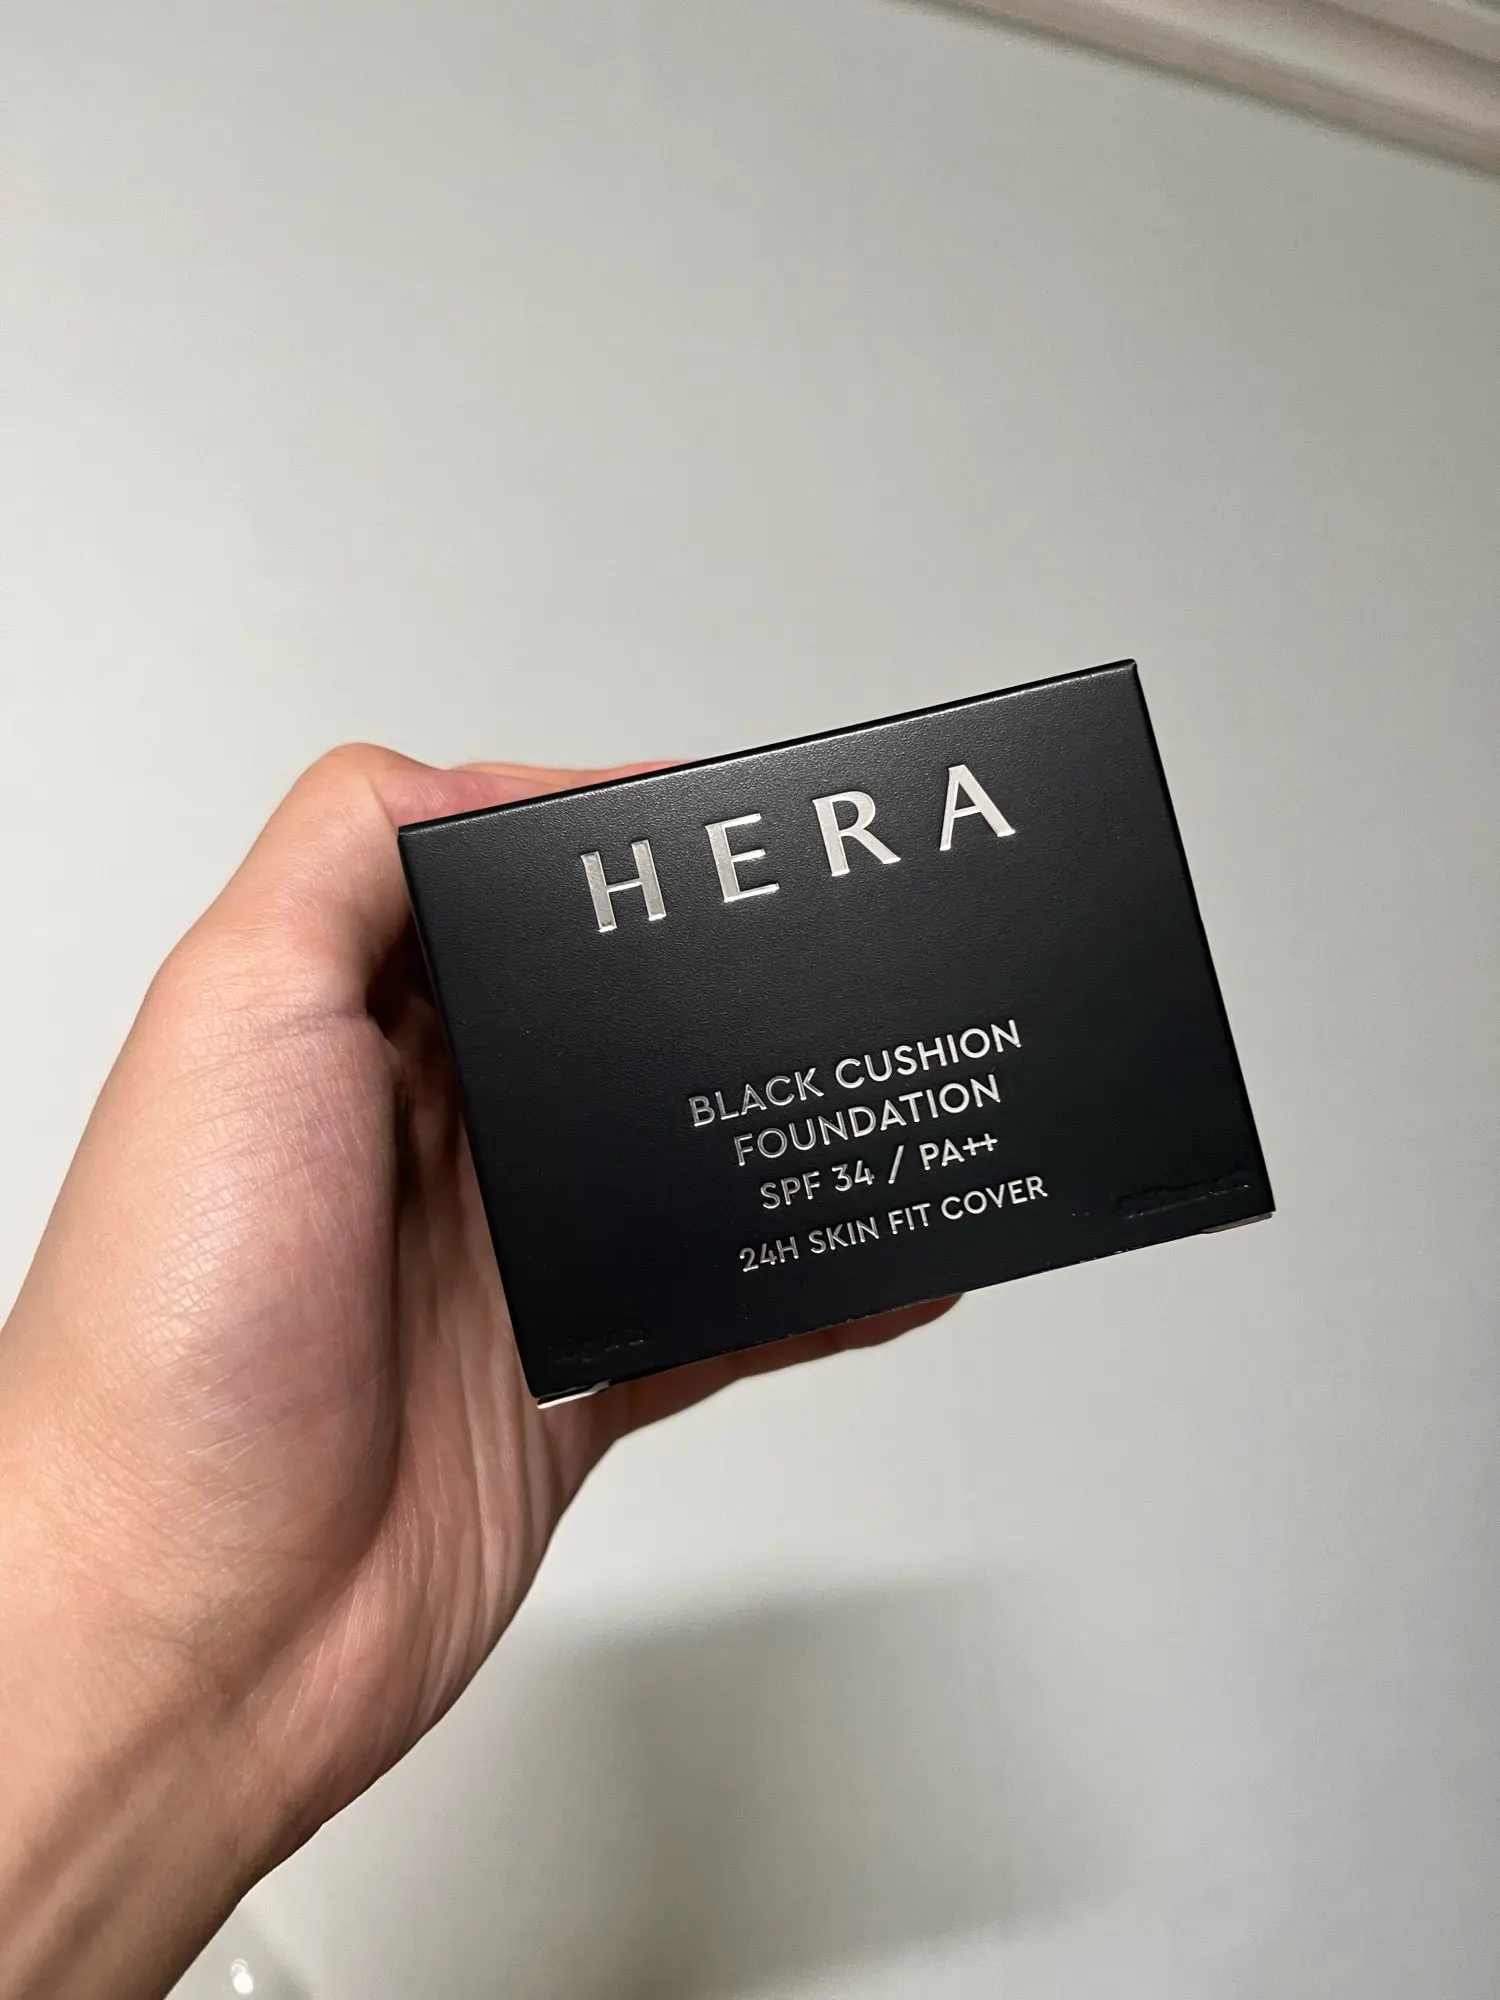 HERA
BLACK CUSHION
FOUNDATION
SPF 34 / PA++
24H SKIN FIT COVER